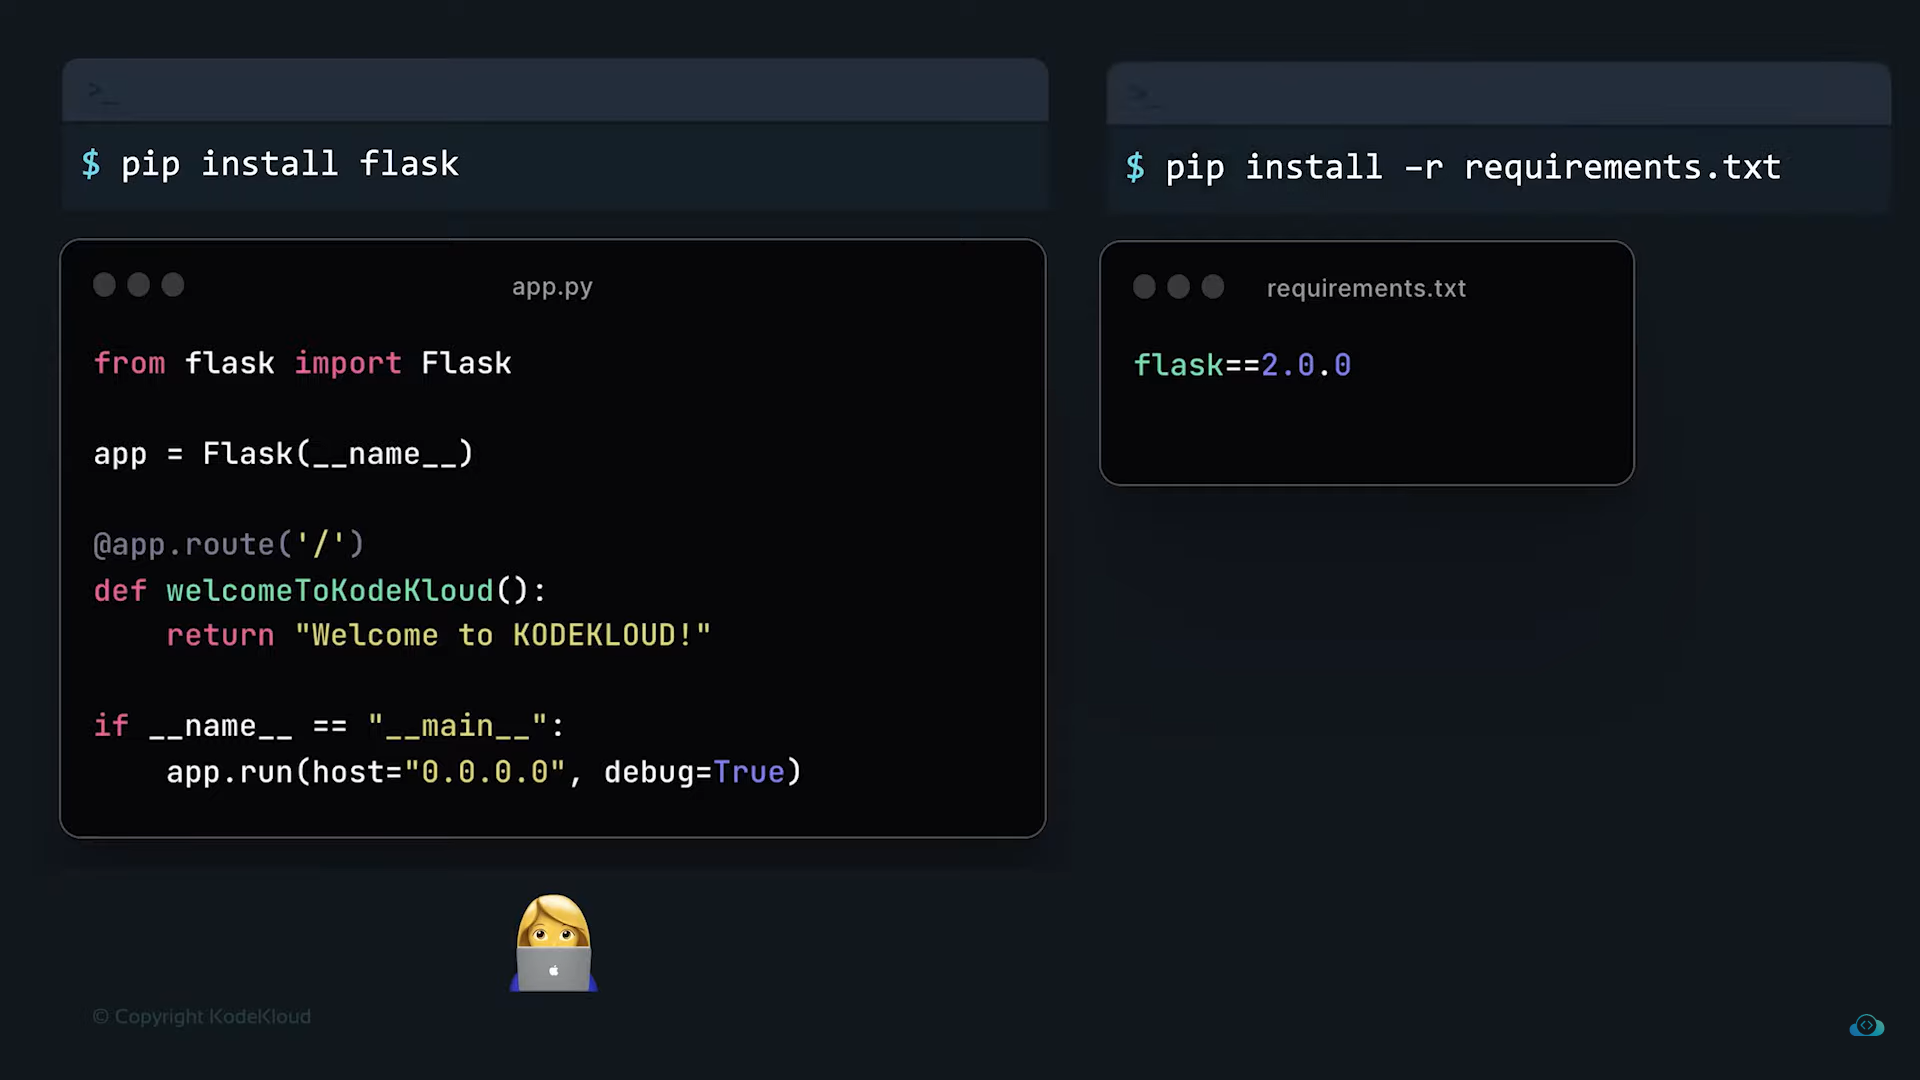 >_
$ pip install flask
app.py
from flask import Flask
app = Flask(__name__)
@app.route('/')
def welcomeToKodeKloud():
    return "Welcome to KODEKLOUD!"
if __name__ == "__main__":
    app.run(host="0.0.0.0", debug=True)
>_
$ pip install –r requirements.txt
requirements.txt
flask==2.0.0
© Copyright KodeKloud